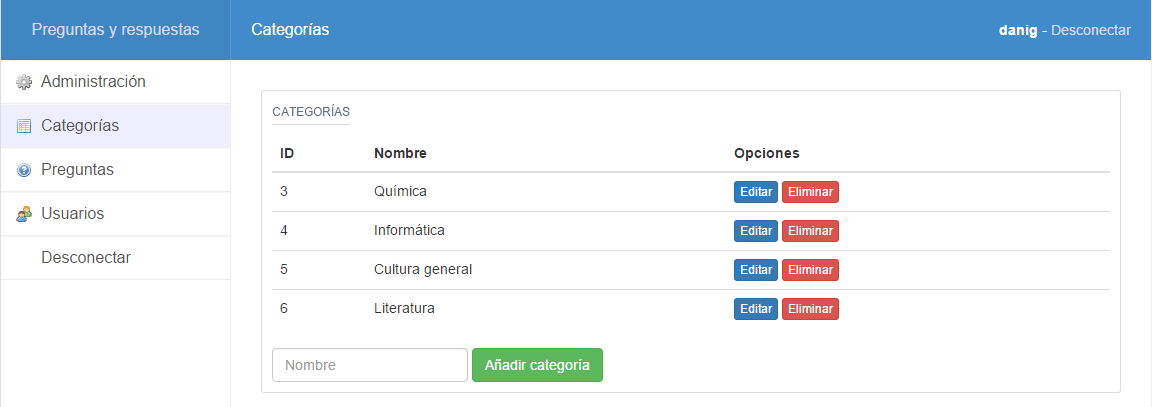 Preguntas y respuestas
Categorías
danig - Desconectar
Administración
Categorías
Preguntas
Usuarios
Desconectar
CATEGORÍAS
ID Nombre Opciones
3 Química Editar Eliminar
4 Informática Editar Eliminar
5 Cultura general Editar Eliminar
6 Literatura Editar Eliminar
Nombre Añadir categoría